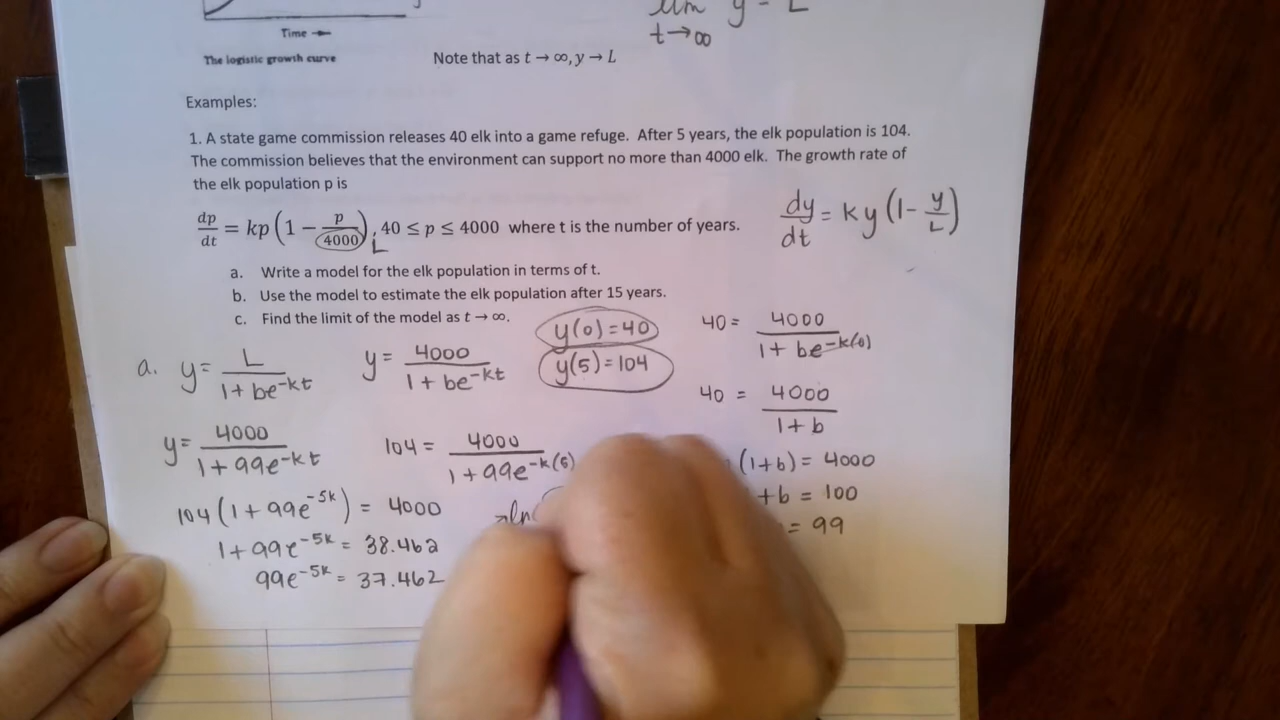 lim y = L
t→∞
Time →
The logistic growth curve
Note that as t → ∞, y → L
Examples:
1. A state game commission releases 40 elk into a game refuge. After 5 years, the elk population is 104.
The commission believes that the environment can support no more than 4000 elk. The growth rate of
the elk population p is
dp/dt = kp(1 − p/4000), 40 ≤ p ≤ 4000 where t is the number of years.
L
dy/dt = ky(1 - y/L)
a. Write a model for the elk population in terms of t.
b. Use the model to estimate the elk population after 15 years.
c. Find the limit of the model as t → ∞.
a. y = L/(1 + be^-kt)
y = 4000/(1 + be^-kt)
y(0) = 40
y(5) = 104
40 = 4000/(1 + be^-k(0))
40 = 4000/(1 + b)
(1+b) = 4000
+b = 100
= 99
y = 4000/(1 + 99e^-kt)
104 = 4000/(1 + 99e^-k(5))
104(1 + 99e^-5k) = 4000
1 + 99e^-5k = 38.462
99e^-5k = 37.462
ln(